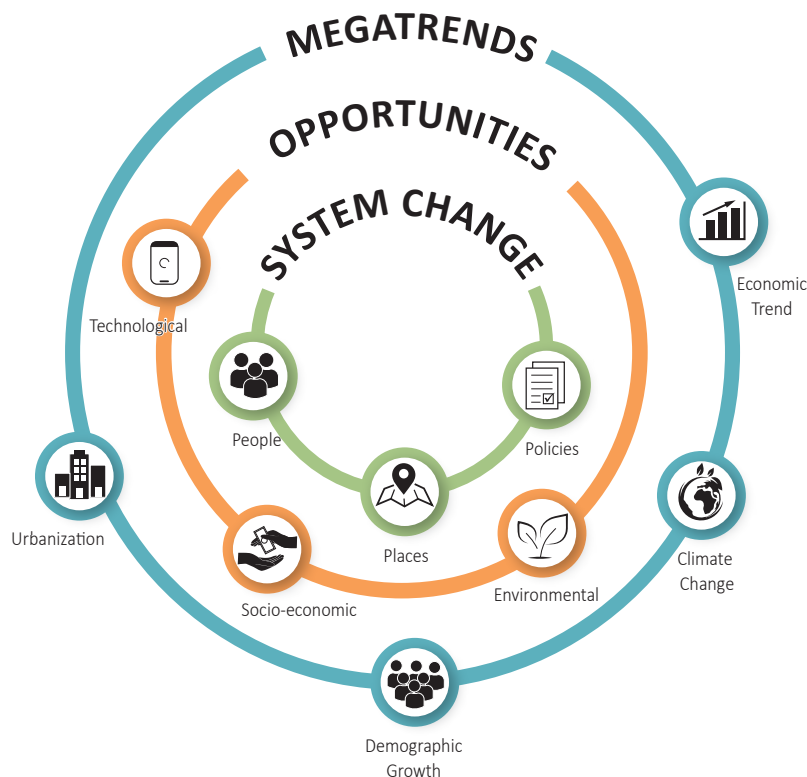 MEGATRENDS
OPPORTUNITIES
SYSTEM CHANGE
Economic
Trend
Technological
People
Policies
Urbanization
Places
Climate
Change
Socio-economic
Environmental
Demographic
Growth